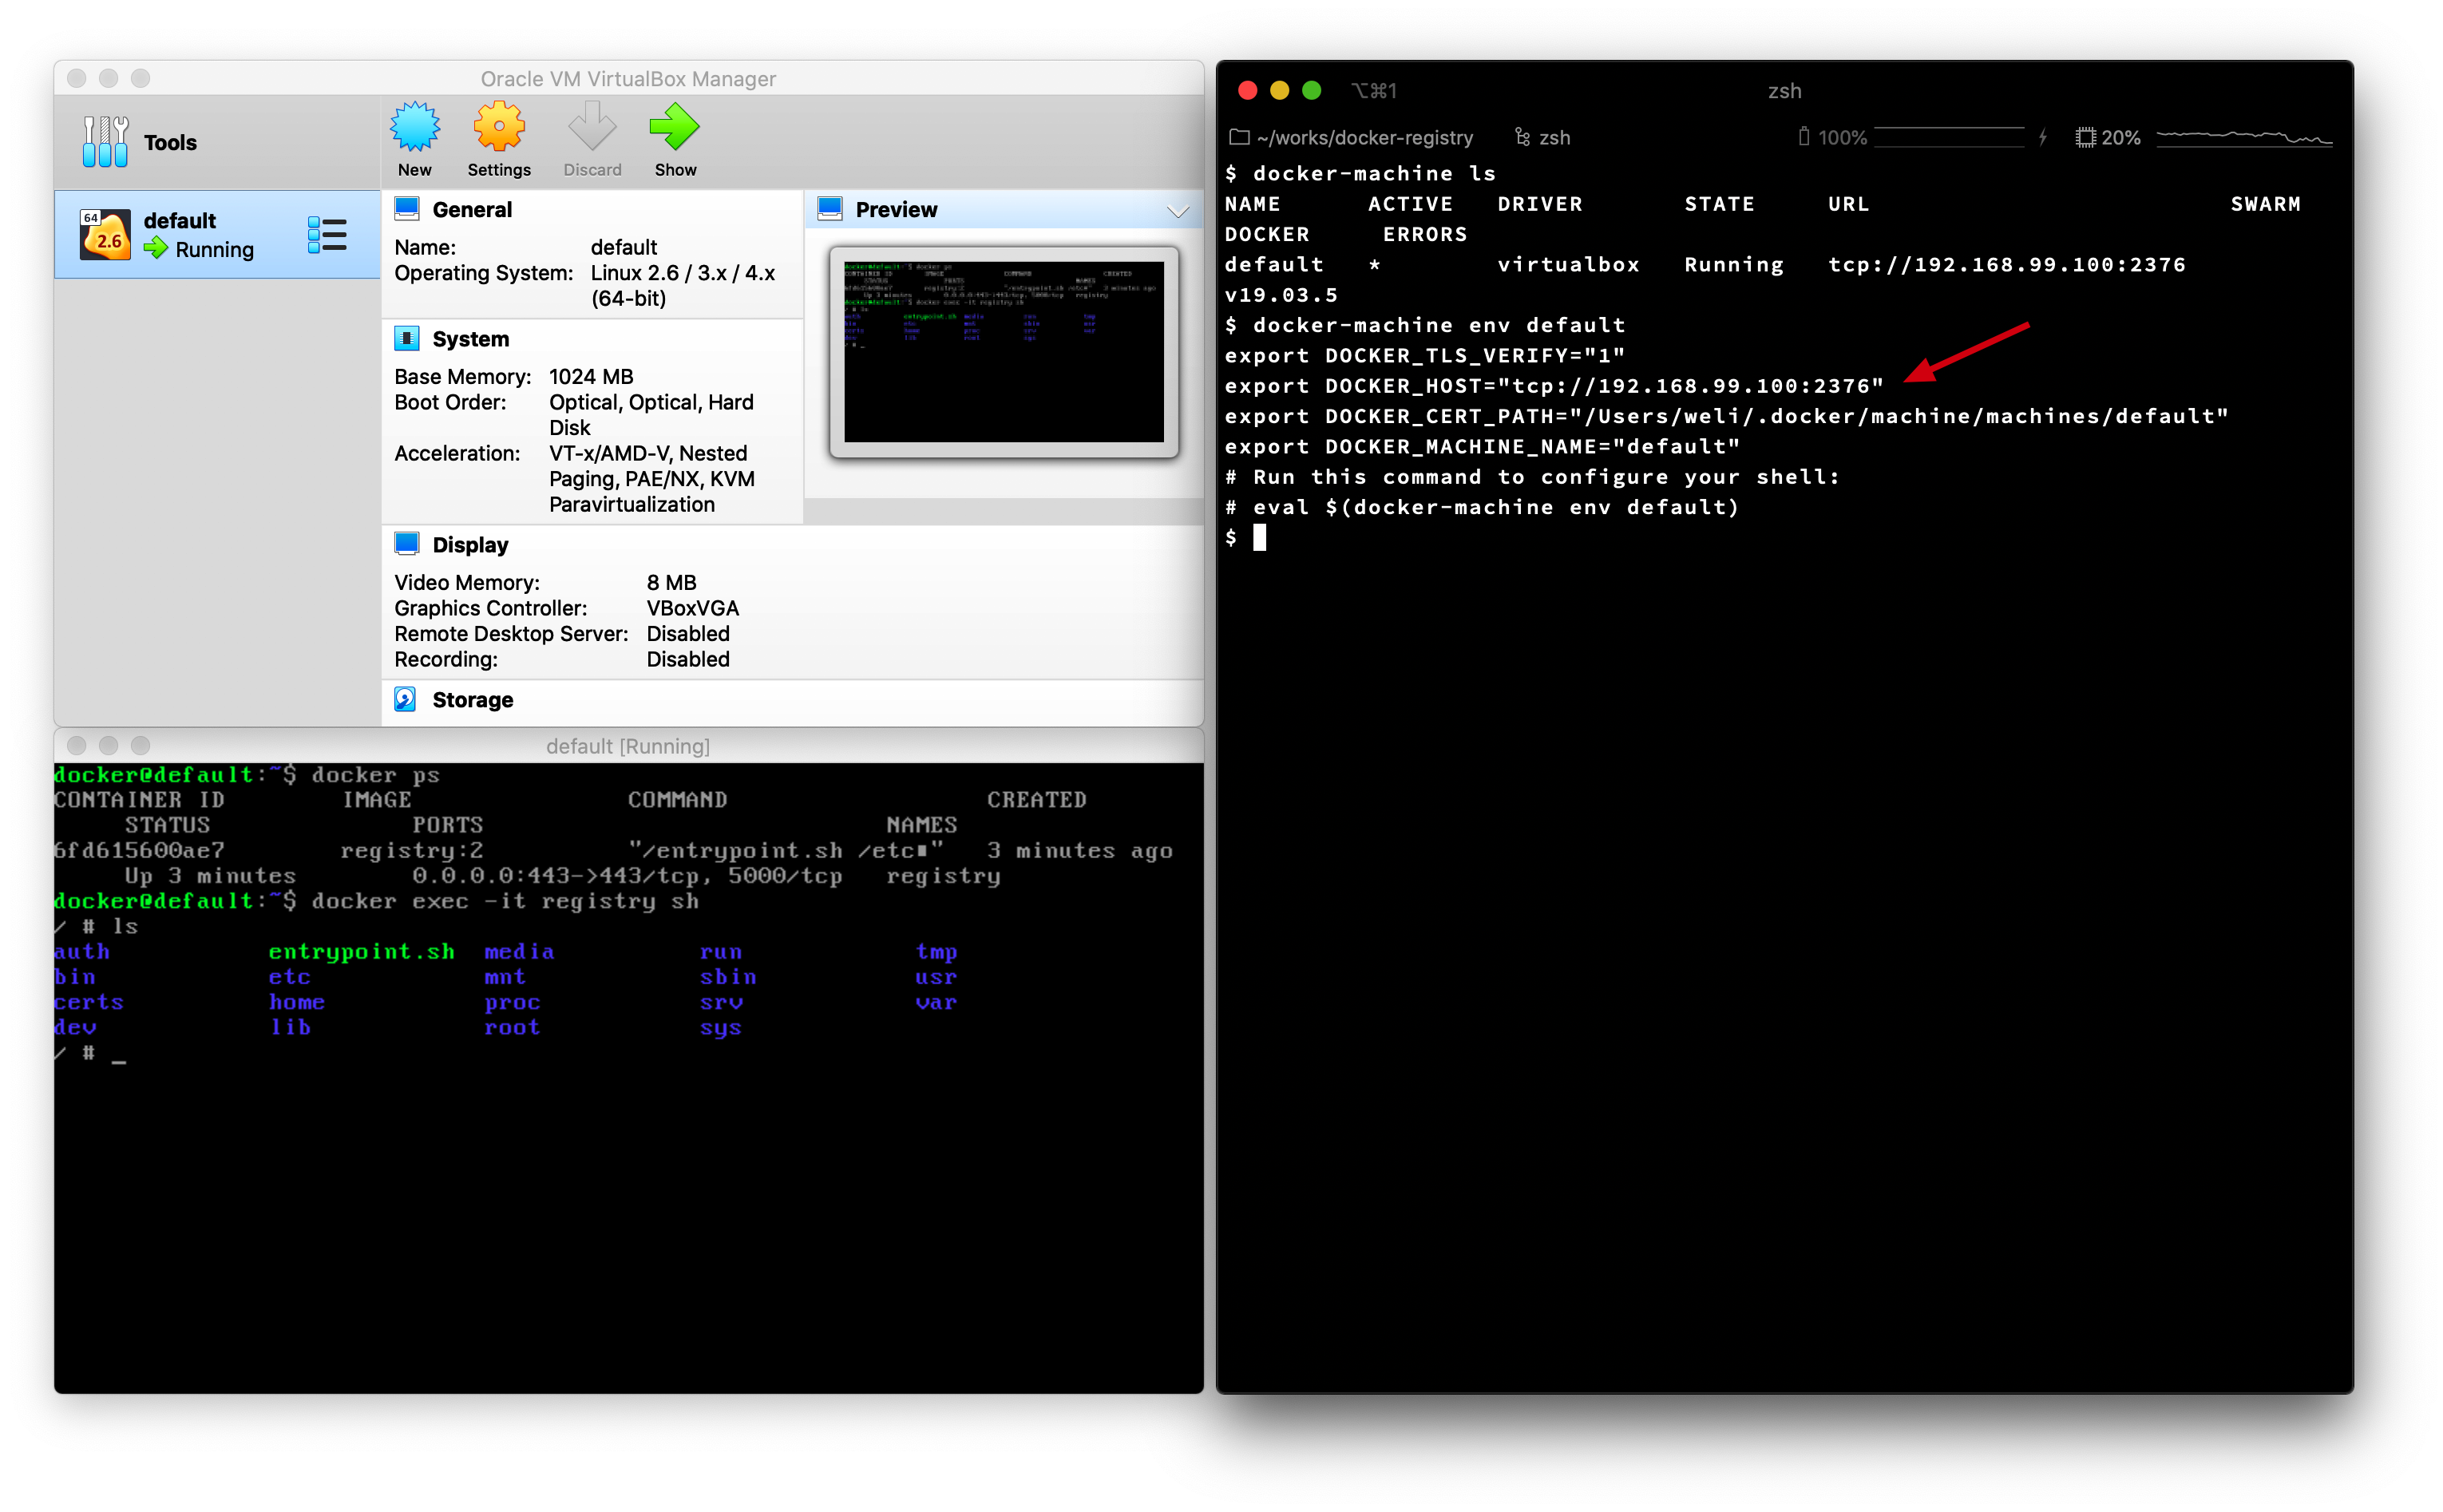 Oracle VM VirtualBox Manager
Tools
New Settings Discard Show
64
2.6
default
Running
General
Name: default
Operating System: Linux 2.6 / 3.x / 4.x
(64-bit)
Preview
System
Base Memory: 1024 MB
Boot Order: Optical, Optical, Hard
Disk
Acceleration: VT-x/AMD-V, Nested
Paging, PAE/NX, KVM
Paravirtualization
Display
Video Memory: 8 MB
Graphics Controller: VBoxVGA
Remote Desktop Server: Disabled
Recording: Disabled
Storage
default [Running]
docker@default:~$ docker ps
CONTAINER ID IMAGE COMMAND CREATED
STATUS PORTS NAMES
6fd615600ae7 registry:2 "/entrypoint.sh /etc■" 3 minutes ago
Up 3 minutes 0.0.0.0:443->443/tcp, 5000/tcp registry
docker@default:~$ docker exec -it registry sh
/ # ls
auth entrypoint.sh media run tmp
bin etc mnt sbin usr
certs home proc srv var
dev lib root sys
/ # _
⌥⌘1 zsh
~/works/docker-registry zsh 100% 20%
$ docker-machine ls
NAME ACTIVE DRIVER STATE URL SWARM
DOCKER ERRORS
default * virtualbox Running tcp://192.168.99.100:2376
v19.03.5
$ docker-machine env default
export DOCKER_TLS_VERIFY="1"
export DOCKER_HOST="tcp://192.168.99.100:2376"
export DOCKER_CERT_PATH="/Users/weli/.docker/machine/machines/default"
export DOCKER_MACHINE_NAME="default"
# Run this command to configure your shell:
# eval $(docker-machine env default)
$